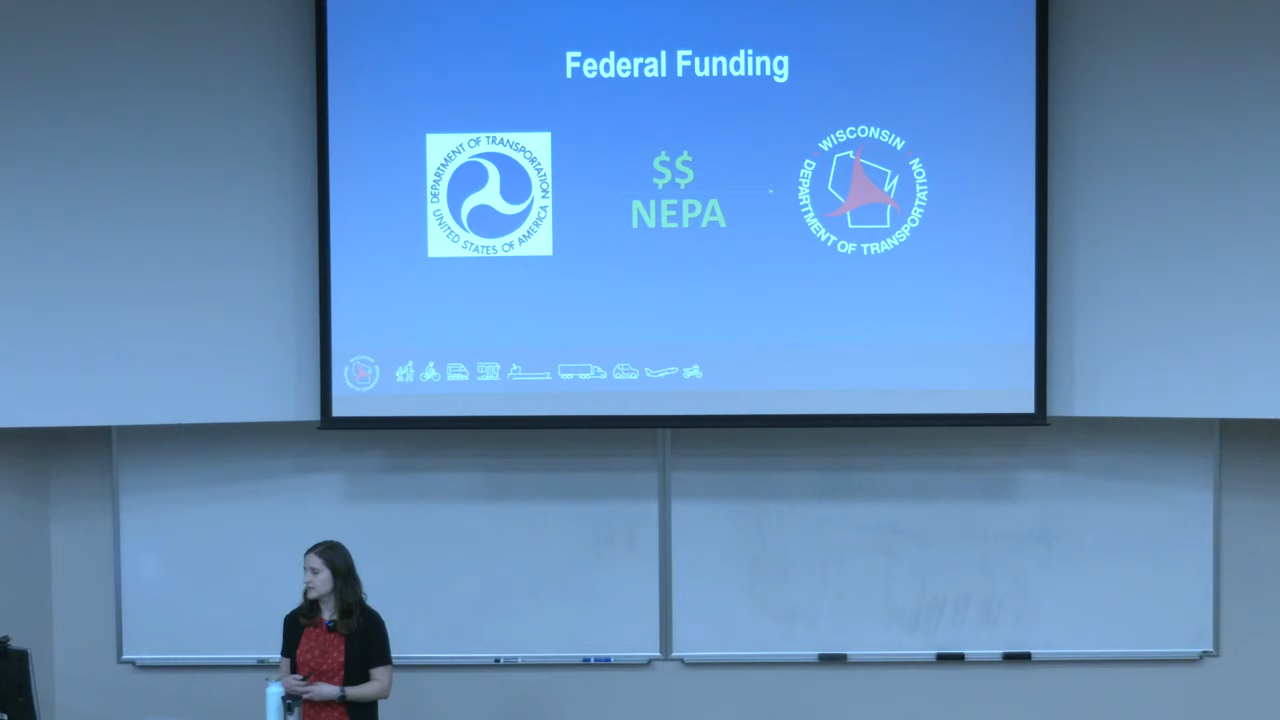 Federal Funding
DEPARTMENT OF TRANSPORTATION
UNITED STATES OF AMERICA
$$
NEPA
WISCONSIN
DEPARTMENT OF TRANSPORTATION